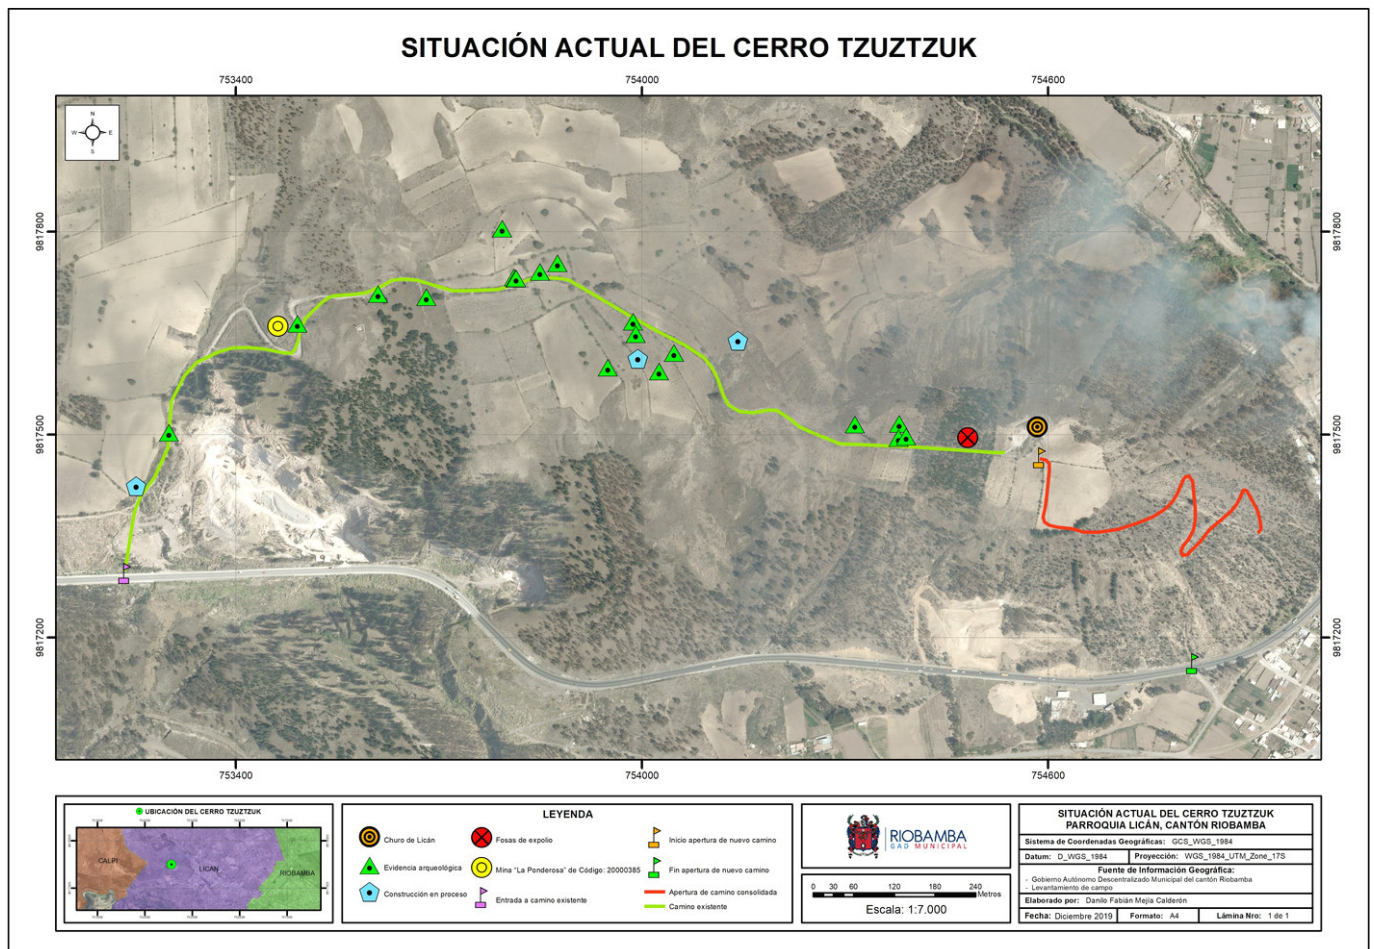 SITUACIÓN ACTUAL DEL CERRO TZUZTZUK
753400
754000
754600
N
W
E
S
9817800
9817800
9817500
9817500
9817200
9817200
753400
754000
754600
UBICACIÓN DEL CERRO TZUZTZUK
CALPI
LICAN
RIOBAMBA
LEYENDA
Churo de Licán
Evidencia arqueológica
Construcción en proceso
Fosas de expolio
Mina "La Ponderosa" de Código: 20000385
Entrada a camino existente
Inicio apertura de nuevo camino
Fin apertura de nuevo camino
Apertura de camino consolidada
Camino existente
RIOBAMBA
GAD MUNICIPAL
0 30 60 120 180 240
Metros
Escala: 1:7.000
SITUACIÓN ACTUAL DEL CERRO TZUZTZUK
PARROQUIA LICÁN, CANTÓN RIOBAMBA
Sistema de Coordenadas Geográficas: GCS_WGS_1984
Datum: D_WGS_1984
Proyección: WGS_1984_UTM_Zone_17S
Fuente de Información Geográfica:
- Gobierno Autónomo Descentralizado Municipal del cantón Riobamba
- Levantamiento de campo
Elaborado por: Danilo Fabián Mejía Calderón
Fecha: Diciembre 2019
Formato: A4
Lámina Nro: 1 de 1